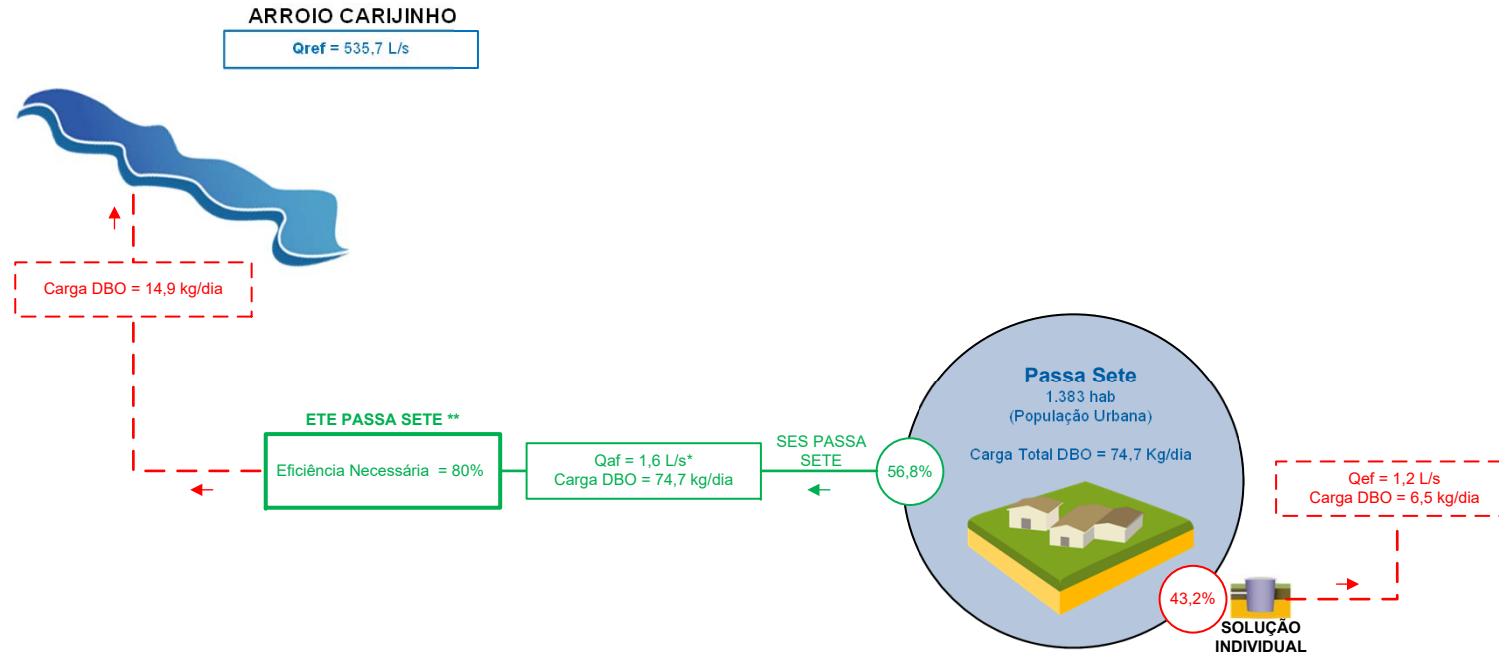 ARROIO CARIJINHO
Qref = 535,7 L/s
Carga DBO = 14,9 kg/dia
ETE PASSA SETE **
Eficiência Necessária = 80%
Qaf = 1,6 L/s*
Carga DBO = 74,7 kg/dia
SES PASSA
SETE
56,8%
Passa Sete
1.383 hab
(População Urbana)
Carga Total DBO = 74,7 Kg/dia
43,2%
SOLUÇÃO
INDIVIDUAL
Qef = 1,2 L/s
Carga DBO = 6,5 kg/dia